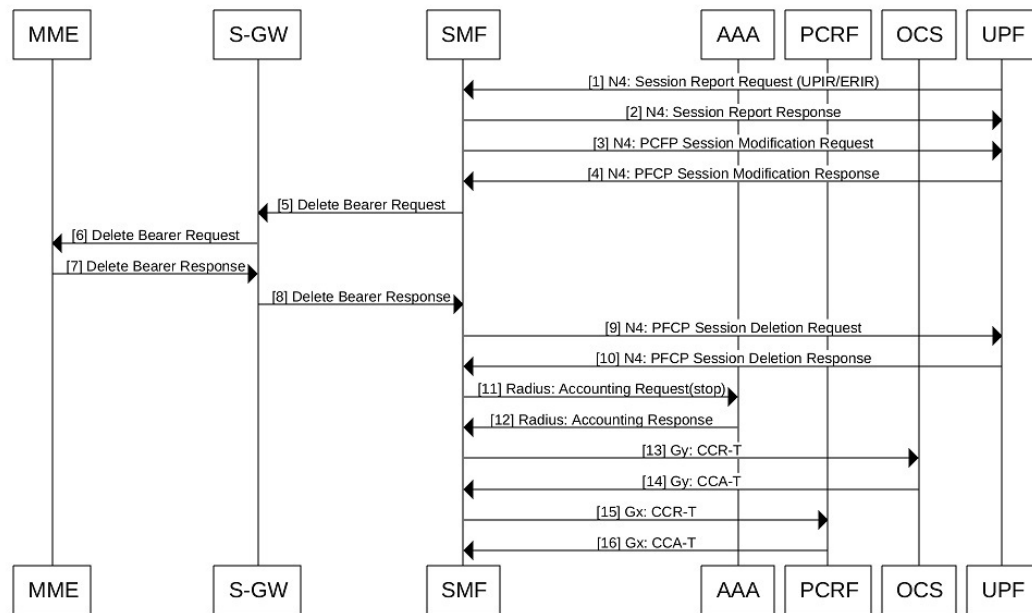 MME S-GW SMF AAA PCRF OCS UPF
[1] N4: Session Report Request (UPIR/ERIR)
[2] N4: Session Report Response
[3] N4: PCFP Session Modification Request
[4] N4: PFCP Session Modification Response
[5] Delete Bearer Request
[6] Delete Bearer Request
[7] Delete Bearer Response
[8] Delete Bearer Response
[9] N4: PFCP Session Deletion Request
[10] N4: PFCP Session Deletion Response
[11] Radius: Accounting Request(stop)
[12] Radius: Accounting Response
[13] Gy: CCR-T
[14] Gy: CCA-T
[15] Gx: CCR-T
[16] Gx: CCA-T
MME S-GW SMF AAA PCRF OCS UPF